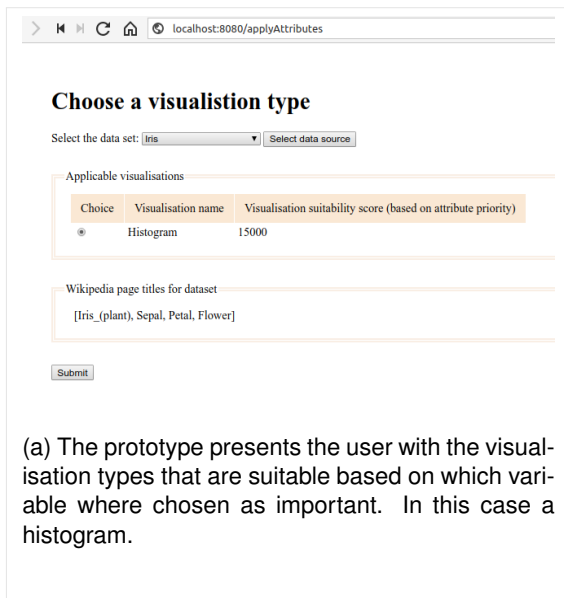 localhost:8080/applyAttributes
Choose a visualistion type
Select the data set: Iris Select data source
Applicable visualisations
Choice Visualisation name Visualisation suitability score (based on attribute priority)
Histogram 15000
Wikipedia page titles for dataset
[Iris_(plant), Sepal, Petal, Flower]
Submit
(a) The prototype presents the user with the visual-
isation types that are suitable based on which vari-
able where chosen as important. In this case a
histogram.